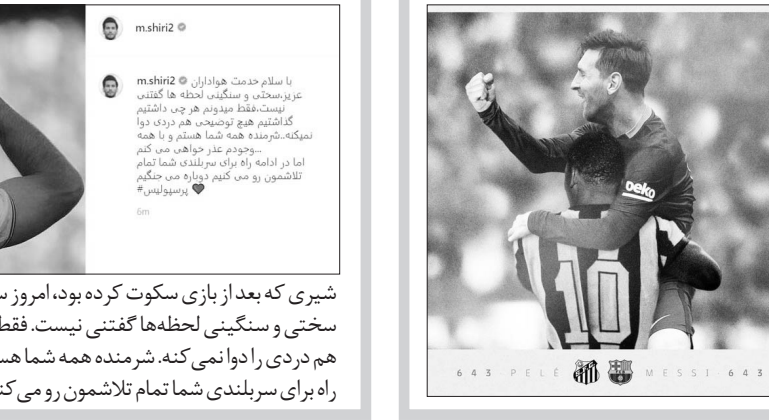 m.shiri2
m.shiri2 با سلام خدمت هواداران
عزیز،سختی و سنگینی لحظه ها گفتنی
نیست،فقط میدونم هر چی داشتیم
گذاشتیم هیچ توضیحی هم دردی دوا
نمیکنه..شرمنده همه شما هستم و با همه
وجودم عذر خواهی می کنم...
اما در ادامه راه برای سربلندی شما تمام
تلاشمون رو می کنیم دوباره می جنگیم
#پرسپولیس
6m
شیری که بعد از بازی سکوت کرده بود، امروز
سختی و سنگینی لحظه‌ها گفتنی نیست. فقط
هم دردی را دوا نمی‌کنه. شرمنده همه شما
راه برای سربلندی شما تمام تلاشمون رو می
beko
10
643 PELÉ MESSI 643